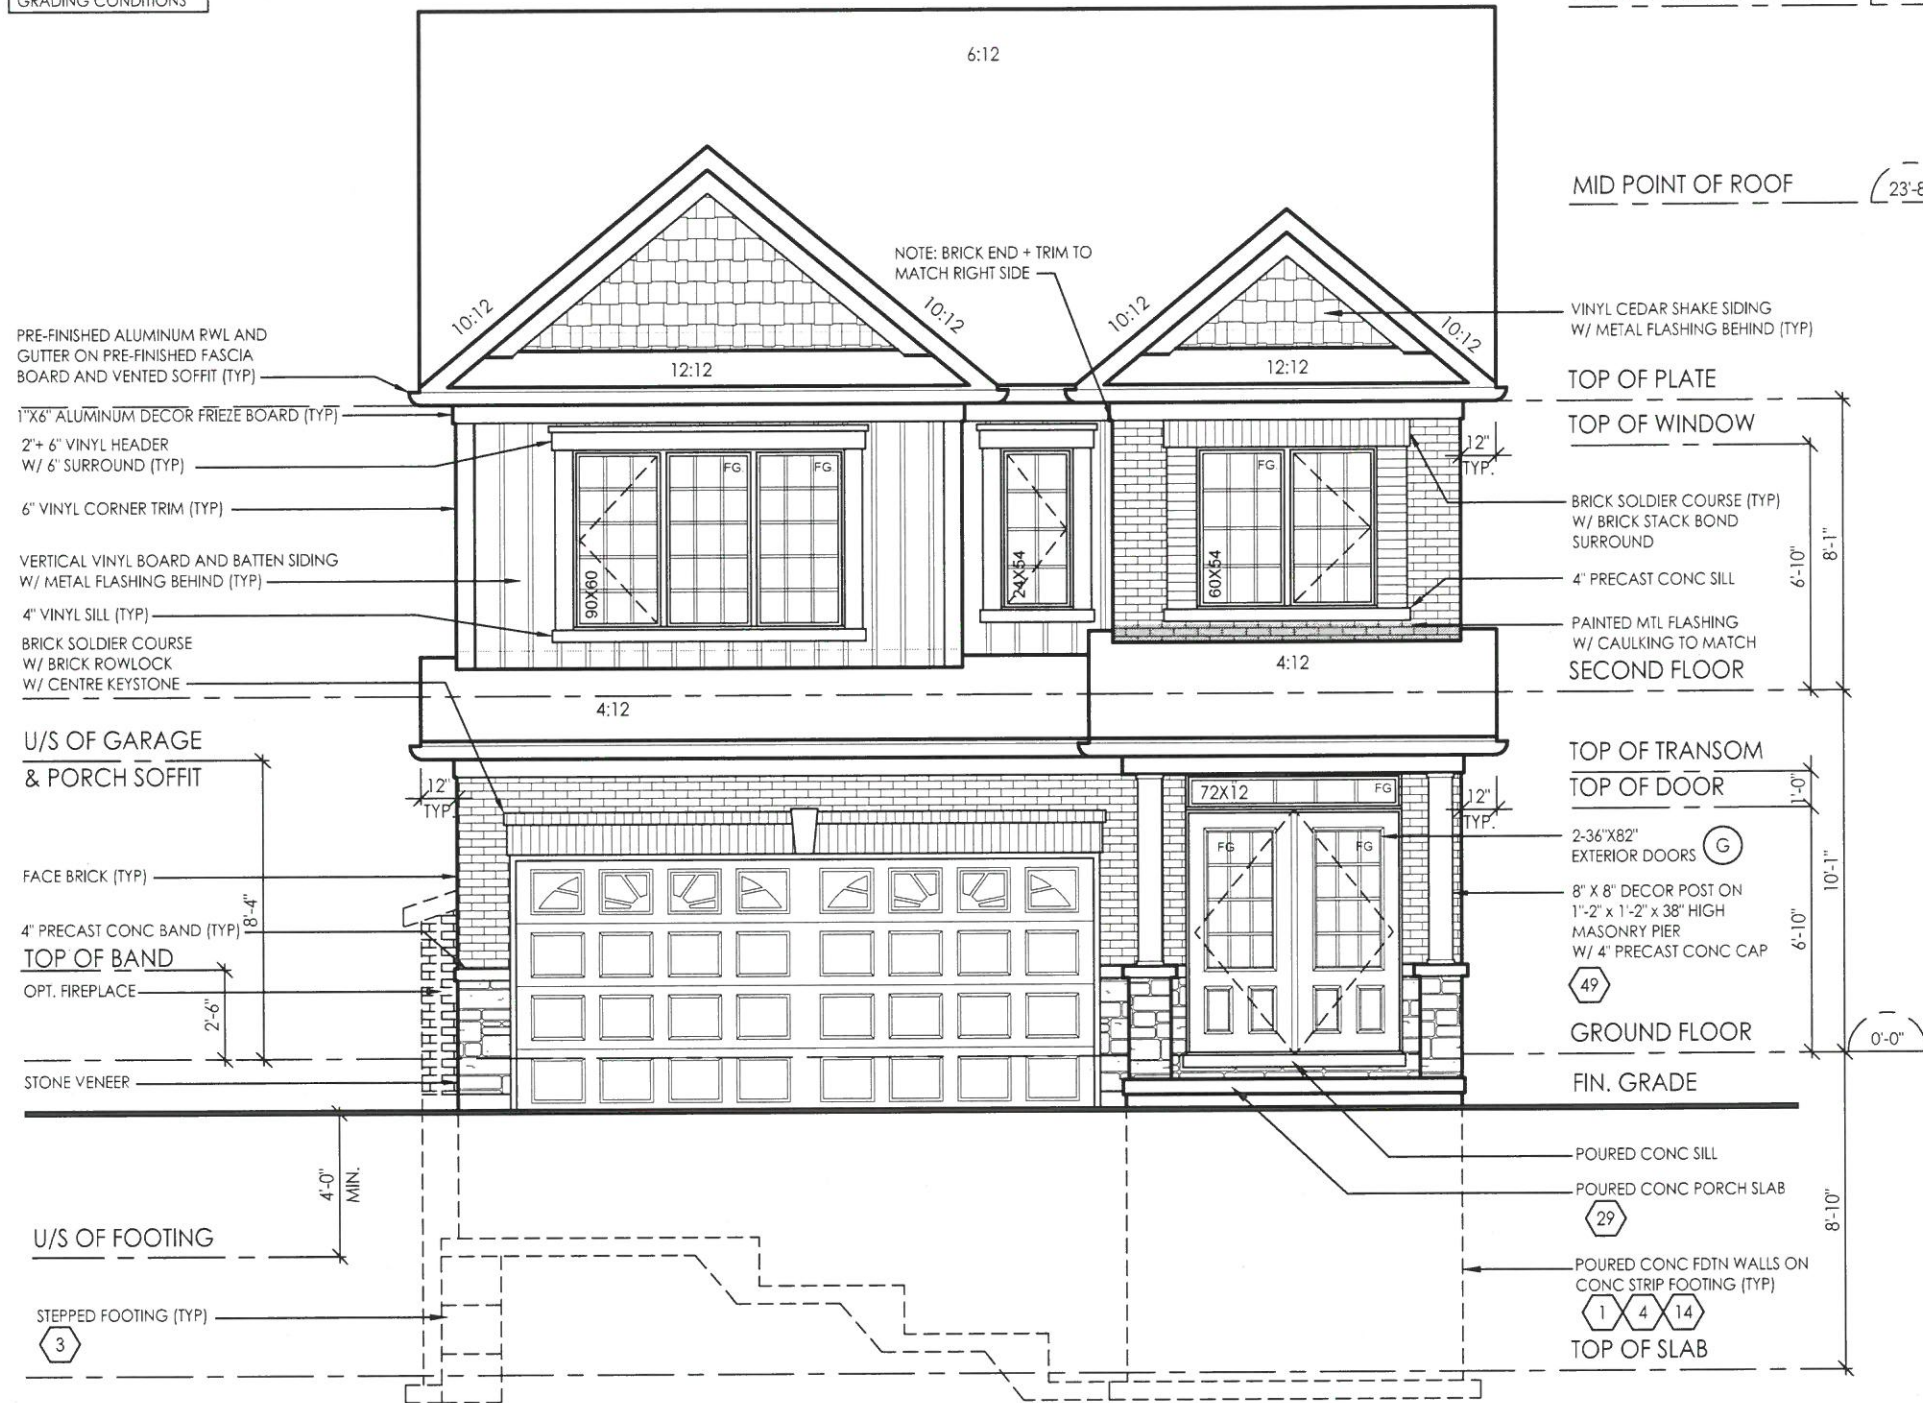 GRADING CONDITIONS
6:12
MID POINT OF ROOF
23'-8
NOTE: BRICK END + TRIM TO
MATCH RIGHT SIDE
10:12
10:12
10:12
10:12
12:12
12:12
PRE-FINISHED ALUMINUM RWL AND
GUTTER ON PRE-FINISHED FASCIA
BOARD AND VENTED SOFFIT (TYP)
1"X6" ALUMINUM DECOR FRIEZE BOARD (TYP)
2"+ 6" VINYL HEADER
W/ 6" SURROUND (TYP)
6" VINYL CORNER TRIM (TYP)
VERTICAL VINYL BOARD AND BATTEN SIDING
W/ METAL FLASHING BEHIND (TYP)
4" VINYL SILL (TYP)
BRICK SOLDIER COURSE
W/ BRICK ROWLOCK
W/ CENTRE KEYSTONE
VINYL CEDAR SHAKE SIDING
W/ METAL FLASHING BEHIND (TYP)
TOP OF PLATE
TOP OF WINDOW
12"
TYP.
BRICK SOLDIER COURSE (TYP)
W/ BRICK STACK BOND
SURROUND
4" PRECAST CONC SILL
PAINTED MTL FLASHING
W/ CAULKING TO MATCH
SECOND FLOOR
6'-10"
8'-1"
FG.
FG.
FG.
90X60
24X54
60X54
4:12
4:12
U/S OF GARAGE
& PORCH SOFFIT
12"
TYP.
8'-4"
FACE BRICK (TYP)
4" PRECAST CONC BAND (TYP)
TOP OF BAND
OPT. FIREPLACE
2'-6"
STONE VENEER
72X12
FG
FG
FG
12"
TYP.
TOP OF TRANSOM
TOP OF DOOR
1'-0"
2-36"X82"
EXTERIOR DOORS
G
8" X 8" DECOR POST ON
1'-2" x 1'-2" x 38" HIGH
MASONRY PIER
W/ 4" PRECAST CONC CAP
49
10'-1"
6'-10"
GROUND FLOOR
0'-0"
FIN. GRADE
4'-0"
MIN.
U/S OF FOOTING
STEPPED FOOTING (TYP)
3
POURED CONC SILL
POURED CONC PORCH SLAB
29
8'-10"
POURED CONC FDTN WALLS ON
CONC STRIP FOOTING (TYP)
1 4 14
TOP OF SLAB